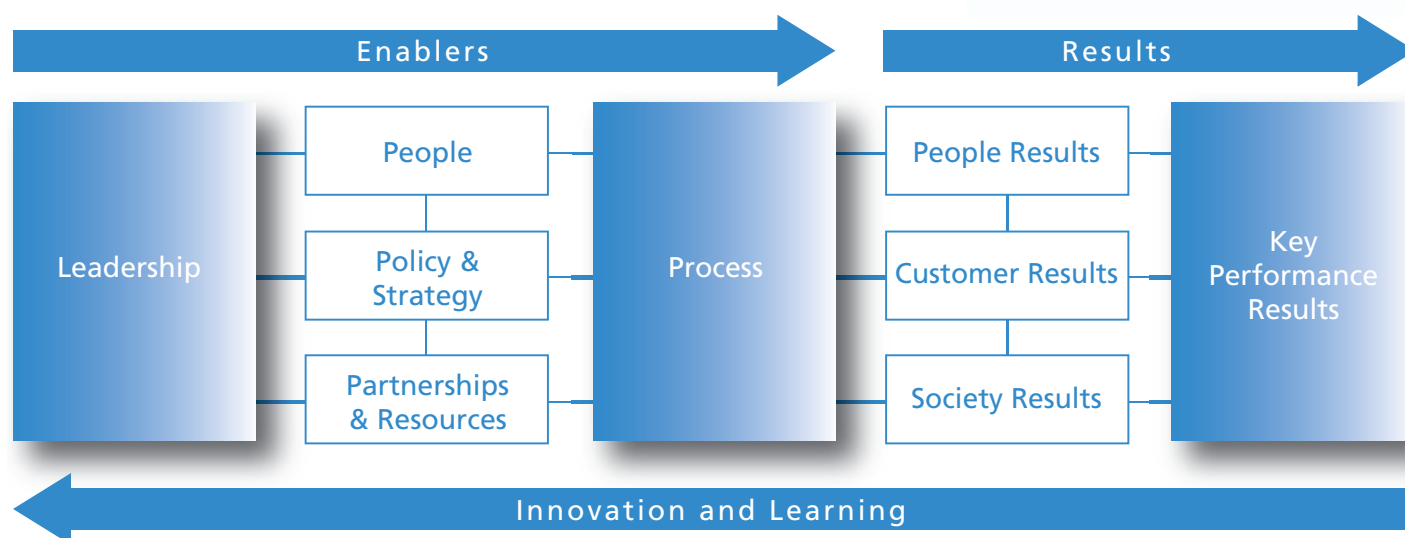 Enablers
Results
Leadership
People
Policy &
Strategy
Partnerships
& Resources
Process
People Results
Customer Results
Society Results
Key
Performance
Results
Innovation and Learning